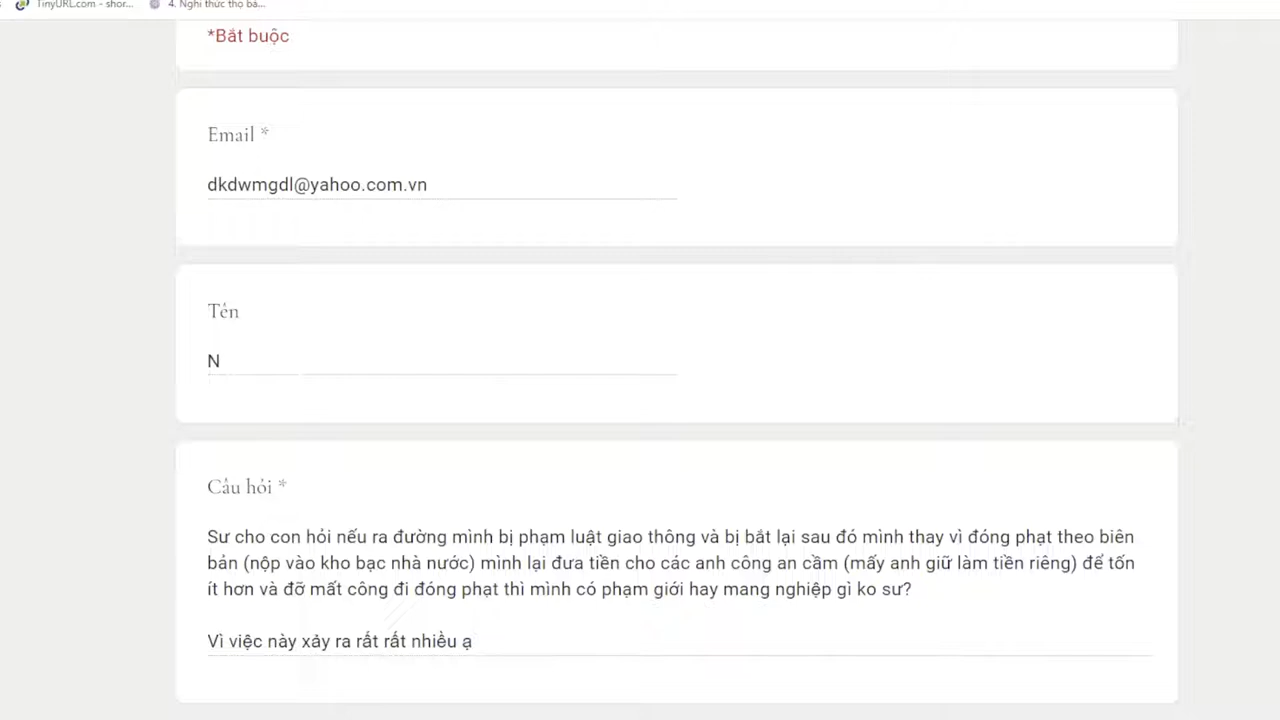 TinyURL.com - shor...
4. Nghi thức thọ bá...
*Bắt buộc
Email *
dkdwmgdl@yahoo.com.vn
Tên
N
Câu hỏi *
Sư cho con hỏi nếu ra đường mình bị phạm luật giao thông và bị bắt lại sau đó mình thay vì đóng phạt theo biên
bản (nộp vào kho bạc nhà nước) mình lại đưa tiền cho các anh công an cầm (mấy anh giữ làm tiền riêng) để tốn
ít hơn và đỡ mất công đi đóng phạt thì mình có phạm giới hay mang nghiệp gì ko sư?
Vì việc này xảy ra rất rất nhiều ạ